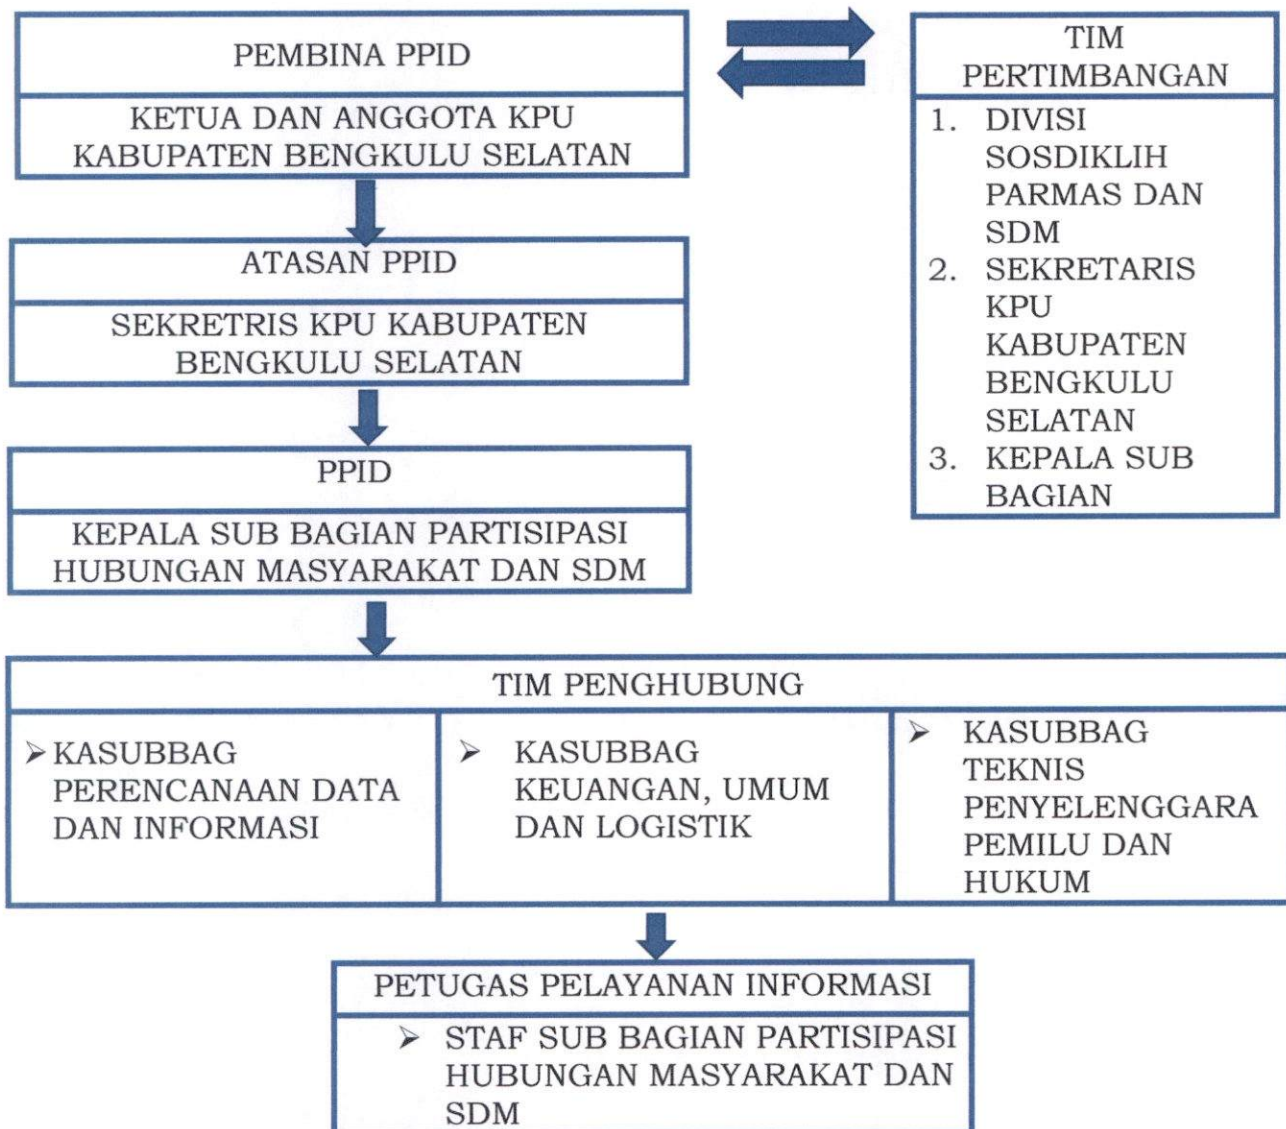 PEMBINA PPID
KETUA DAN ANGGOTA KPU
KABUPATEN BENGKULU SELATAN
TIM
PERTIMBANGAN
1. DIVISI
SOSDIKLIH
PARMAS DAN
SDM
2. SEKRETARIS
KPU
KABUPATEN
BENGKULU
SELATAN
3. KEPALA SUB
BAGIAN
ATASAN PPID
SEKRETRIS KPU KABUPATEN
BENGKULU SELATAN
PPID
KEPALA SUB BAGIAN PARTISIPASI
HUBUNGAN MASYARAKAT DAN SDM
TIM PENGHUBUNG
➢ KASUBBAG
PERENCANAAN DATA
DAN INFORMASI
➢ KASUBBAG
KEUANGAN, UMUM
DAN LOGISTIK
➢ KASUBBAG
TEKNIS
PENYELENGGARA
PEMILU DAN
HUKUM
PETUGAS PELAYANAN INFORMASI
➢ STAF SUB BAGIAN PARTISIPASI
HUBUNGAN MASYARAKAT DAN
SDM